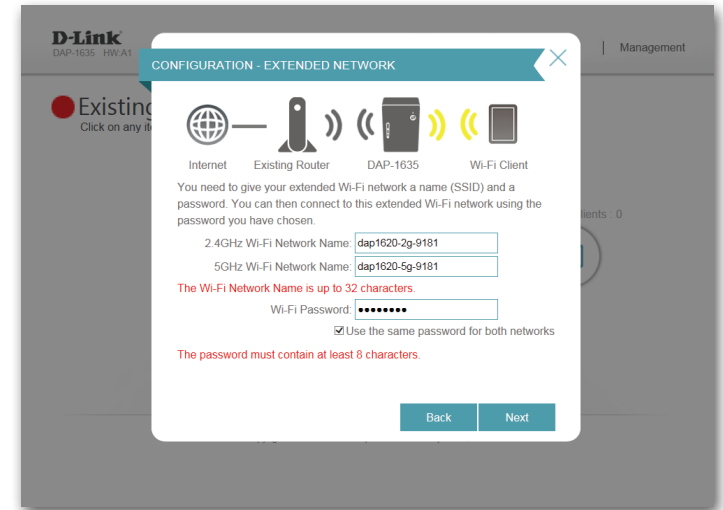 D-Link
DAP-1635 HW:A1
Management
CONFIGURATION - EXTENDED NETWORK
Existing
Click on any
Internet Existing Router DAP-1635 Wi-Fi Client
You need to give your extended Wi-Fi network a name (SSID) and a
password. You can then connect to this extended Wi-Fi network using the
password you have chosen.
2.4GHz Wi-Fi Network Name: dap1620-2g-9181
5GHz Wi-Fi Network Name: dap1620-5g-9181
The Wi-Fi Network Name is up to 32 characters.
Wi-Fi Password: ••••••••
Use the same password for both networks
The password must contain at least 8 characters.
Back Next